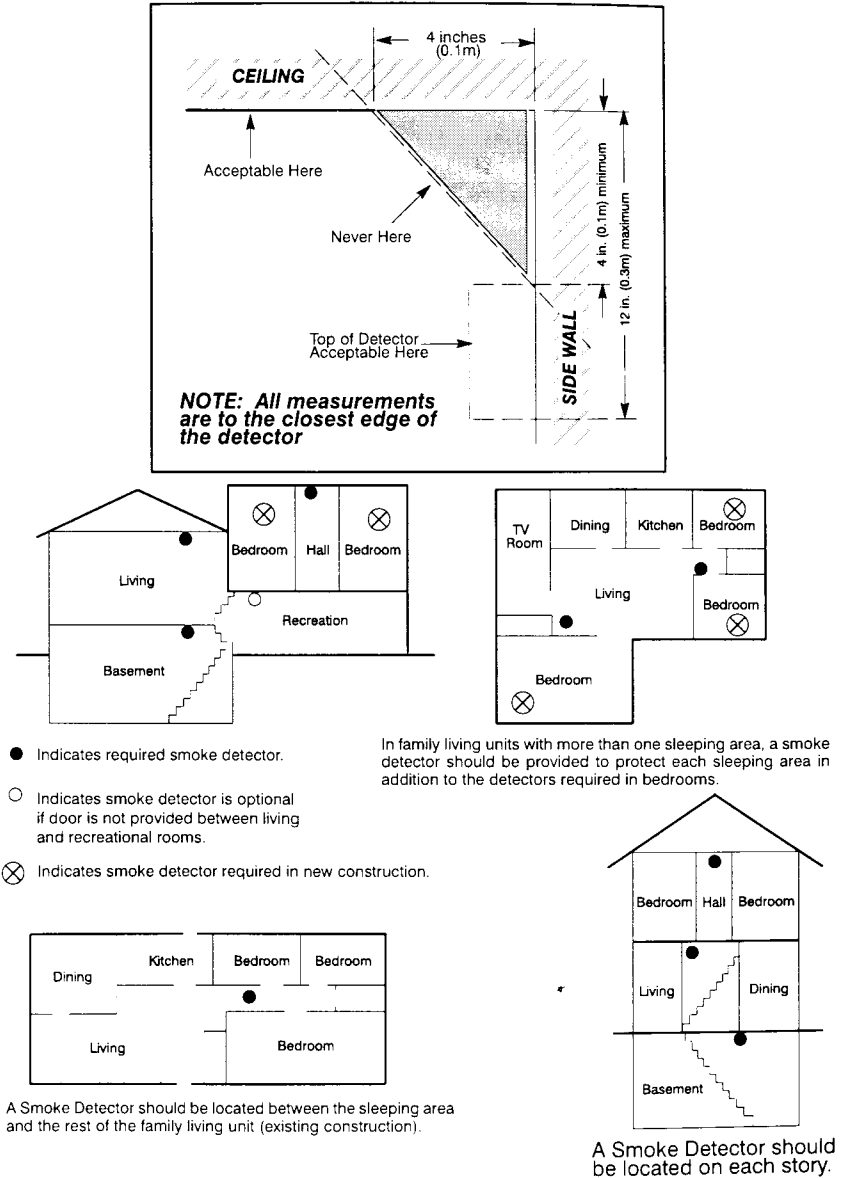 4 inches
(0.1m)
CEILING
Acceptable Here
Never Here
4 in. (0.1m) minimum
12 in. (0.3m) maximum
Top of Detector
Acceptable Here
SIDE WALL
NOTE: All measurements
are to the closest edge of
the detector
Bedroom
Hall
Bedroom
Living
Recreation
Basement
TV
Room
Dining
Kitchen
Bedroom
Living
Bedroom
Bedroom
Indicates required smoke detector.
Indicates smoke detector is optional
if door is not provided between living
and recreational rooms.
Indicates smoke detector required in new construction.
In family living units with more than one sleeping area, a smoke
detector should be provided to protect each sleeping area in
addition to the detectors required in bedrooms.
Dining
Kitchen
Bedroom
Bedroom
Living
Bedroom
A Smoke Detector should be located between the sleeping area
and the rest of the family living unit (existing construction).
Bedroom
Hall
Bedroom
Living
Dining
Basement
A Smoke Detector should
be located on each story.